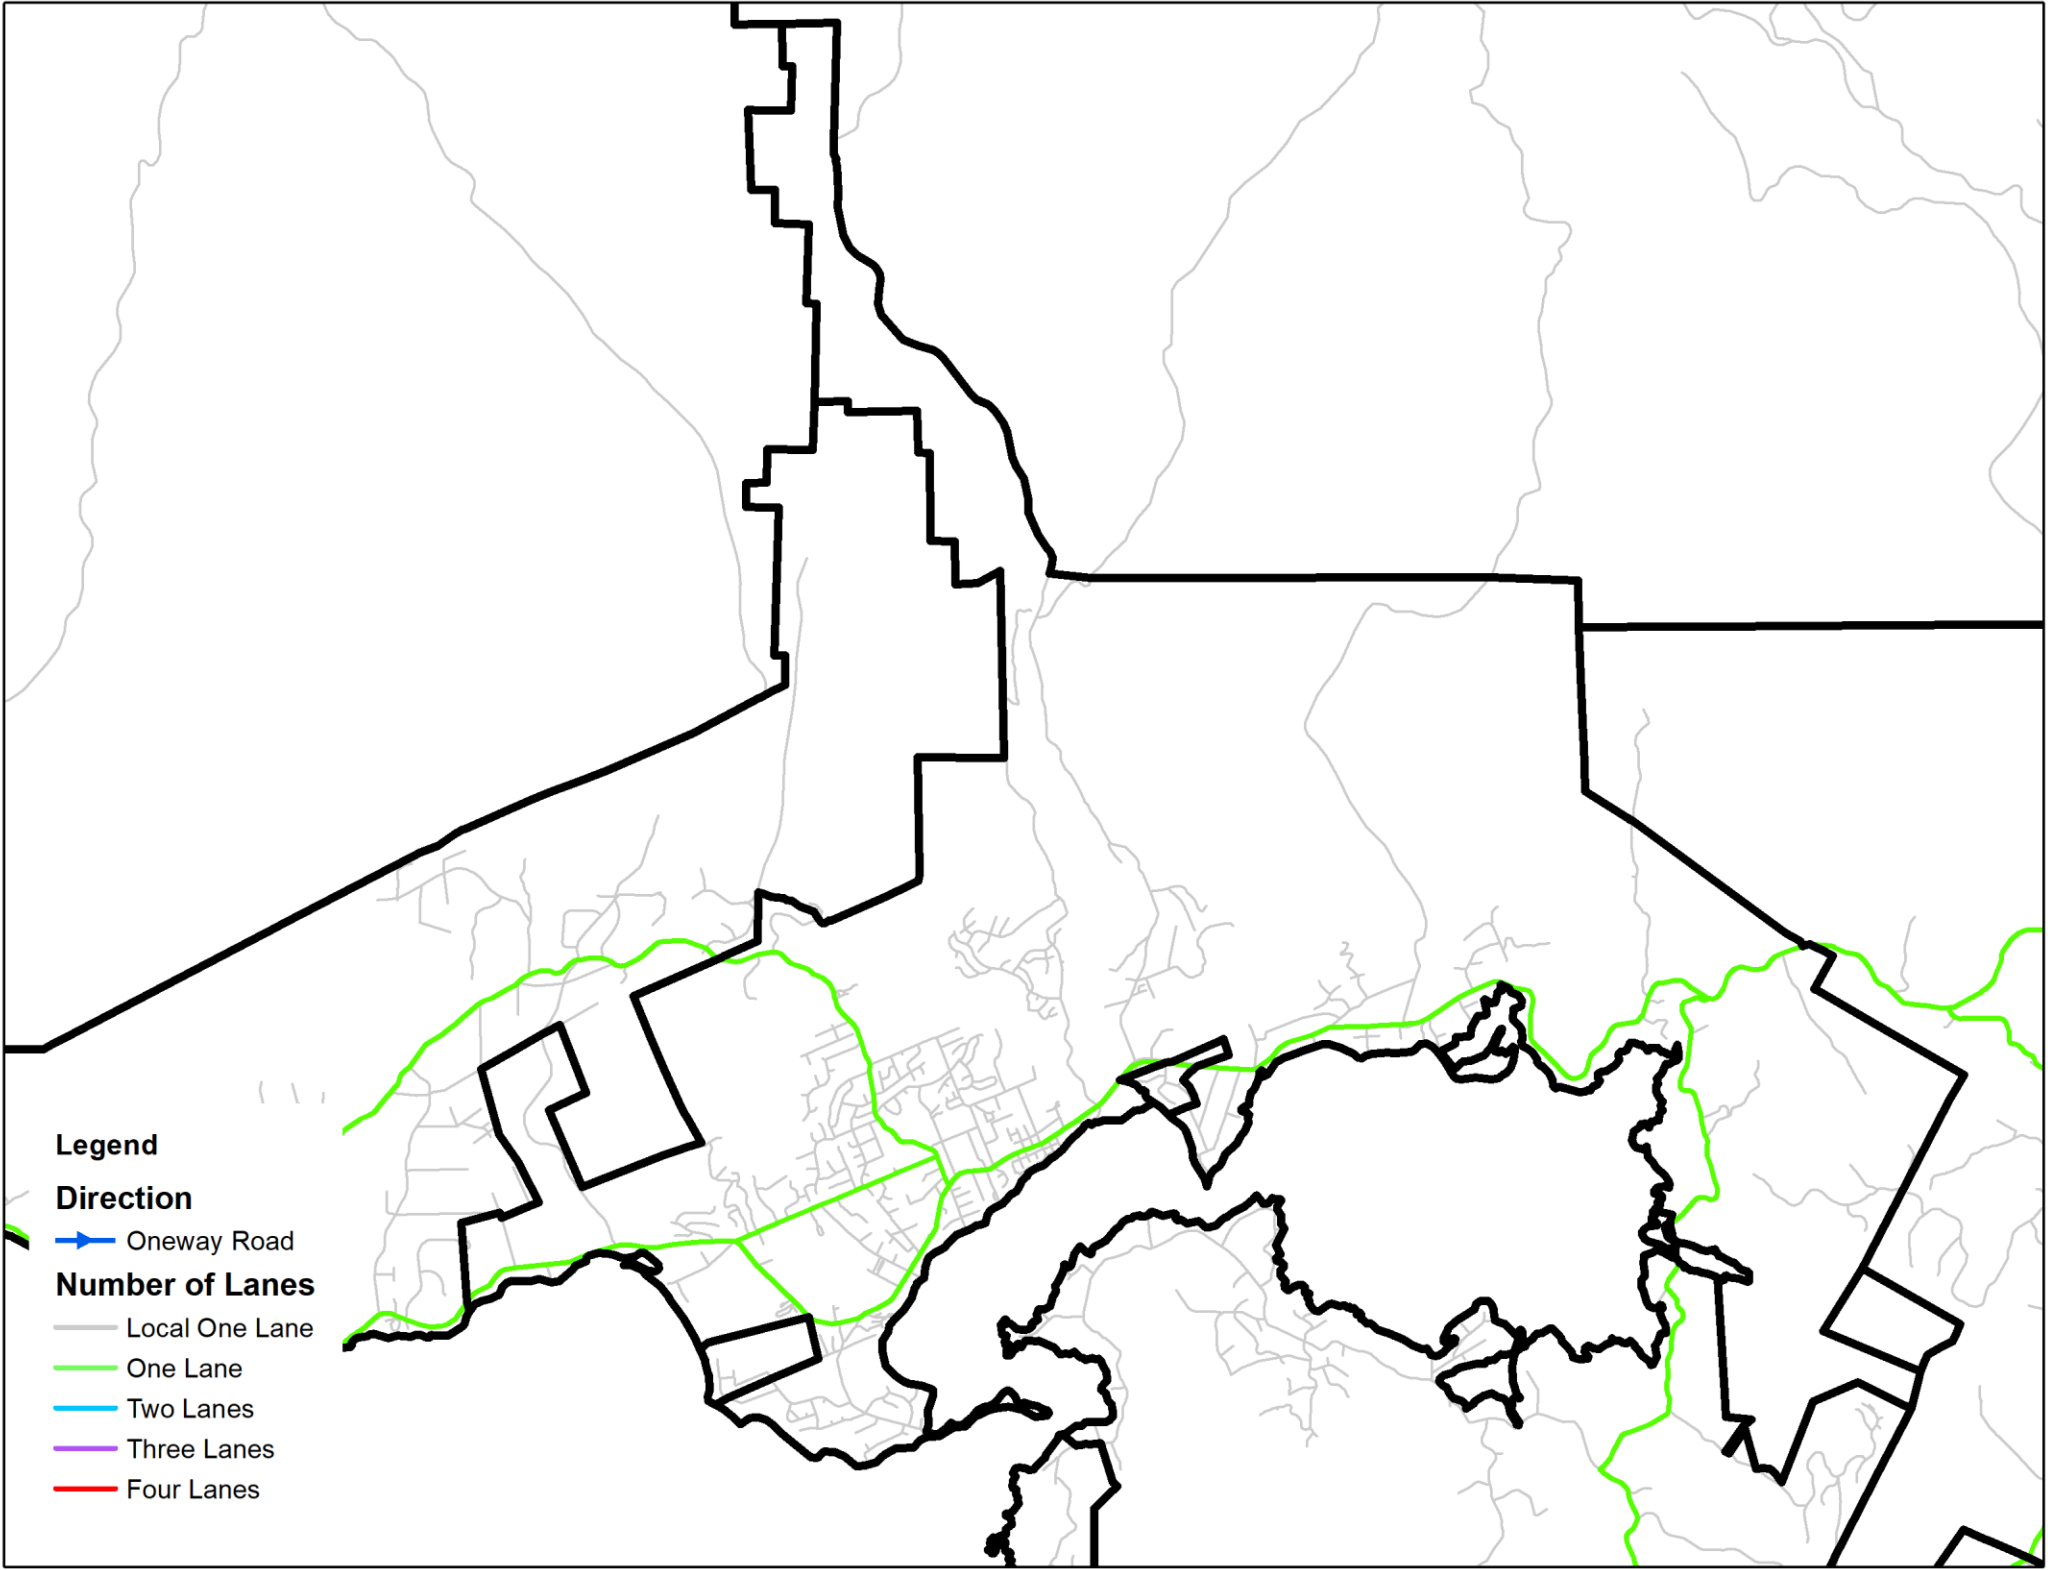 Legend
Direction
Oneway Road
Number of Lanes
Local One Lane
One Lane
Two Lanes
Three Lanes
Four Lanes